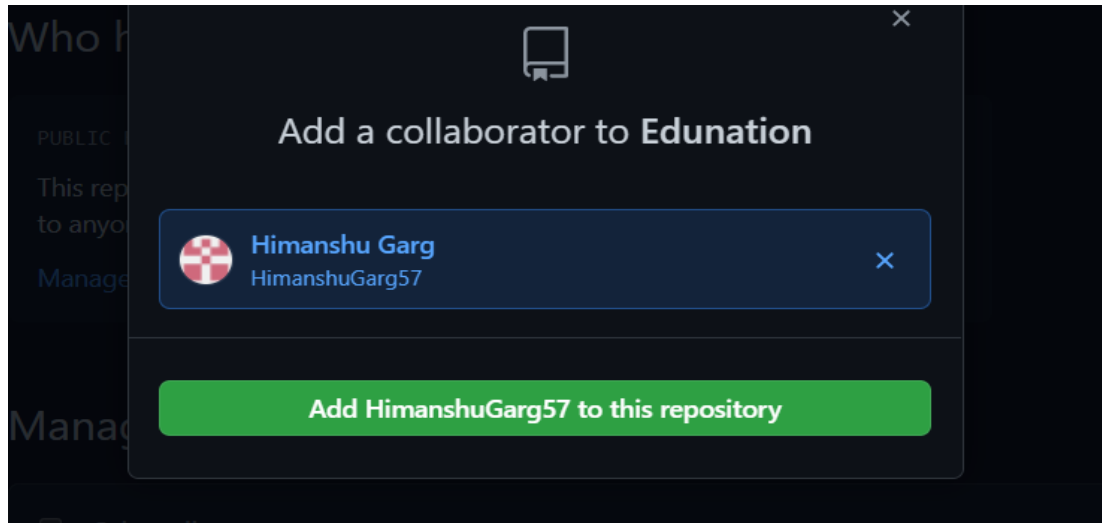 Who h
PUBLIC
This rep
to anyo
Manage
Add a collaborator to Edunation
Himanshu Garg
HimanshuGarg57
Add HimanshuGarg57 to this repository
Manag